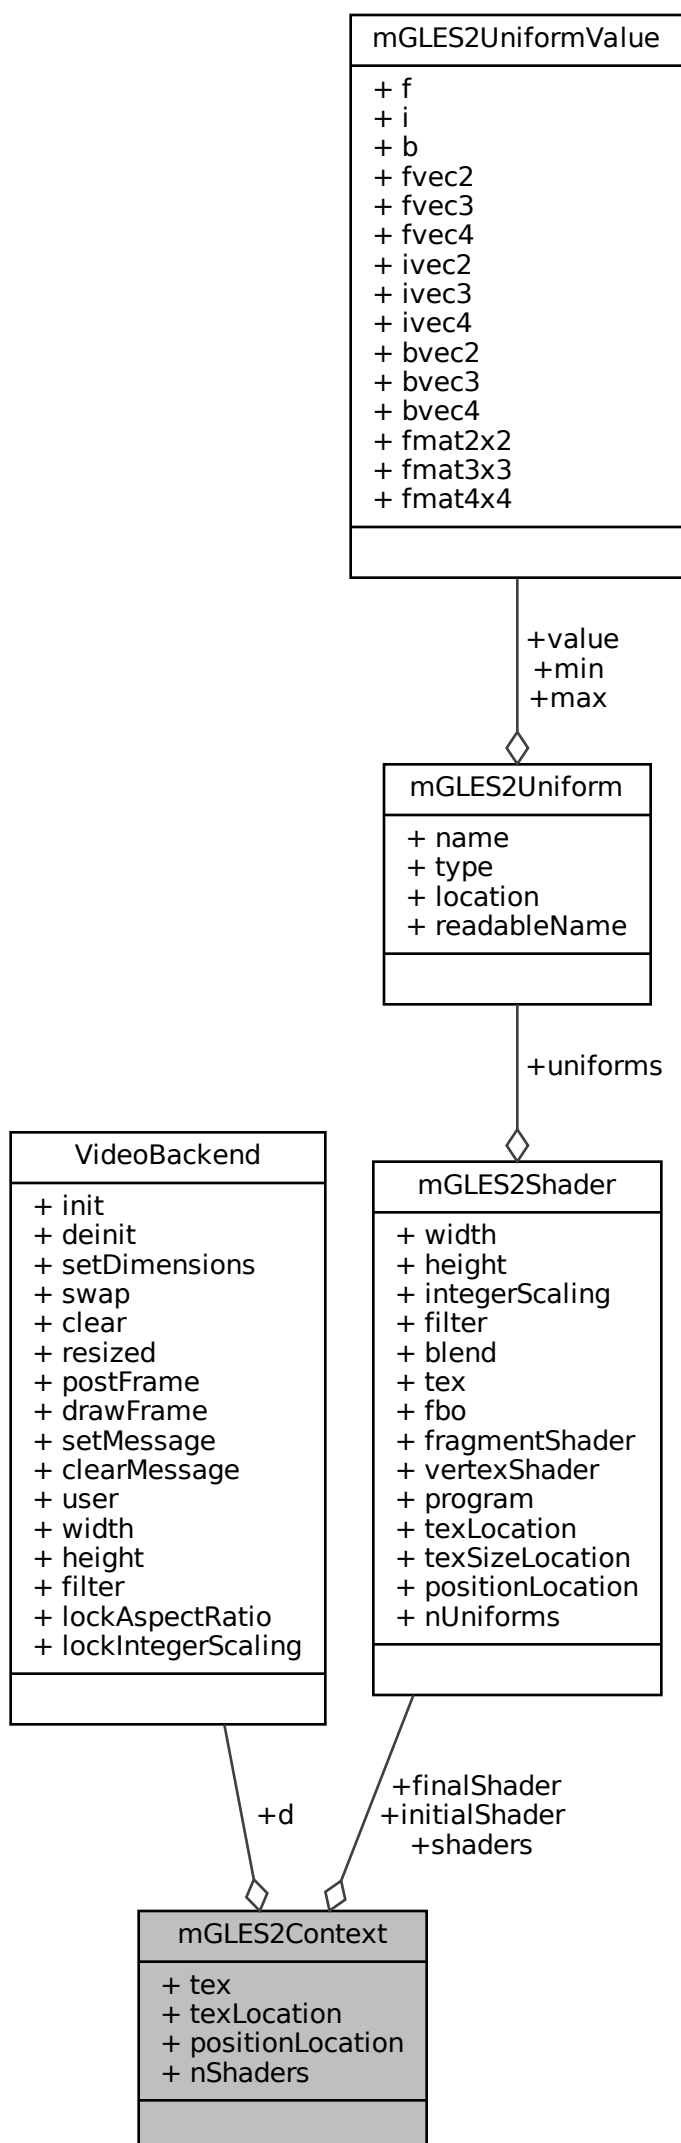 mGLES2UniformValue
+ f
+ i
+ b
+ fvec2
+ fvec3
+ fvec4
+ ivec2
+ ivec3
+ ivec4
+ bvec2
+ bvec3
+ bvec4
+ fmat2x2
+ fmat3x3
+ fmat4x4
+value
+min
+max
mGLES2Uniform
+ name
+ type
+ location
+ readableName
+uniforms
VideoBackend
+ init
+ deinit
+ setDimensions
+ swap
+ clear
+ resized
+ postFrame
+ drawFrame
+ setMessage
+ clearMessage
+ user
+ width
+ height
+ filter
+ lockAspectRatio
+ lockIntegerScaling
mGLES2Shader
+ width
+ height
+ integerScaling
+ filter
+ blend
+ tex
+ fbo
+ fragmentShader
+ vertexShader
+ program
+ texLocation
+ texSizeLocation
+ positionLocation
+ nUniforms
+d
+finalShader
+initialShader
+shaders
mGLES2Context
+ tex
+ texLocation
+ positionLocation
+ nShaders